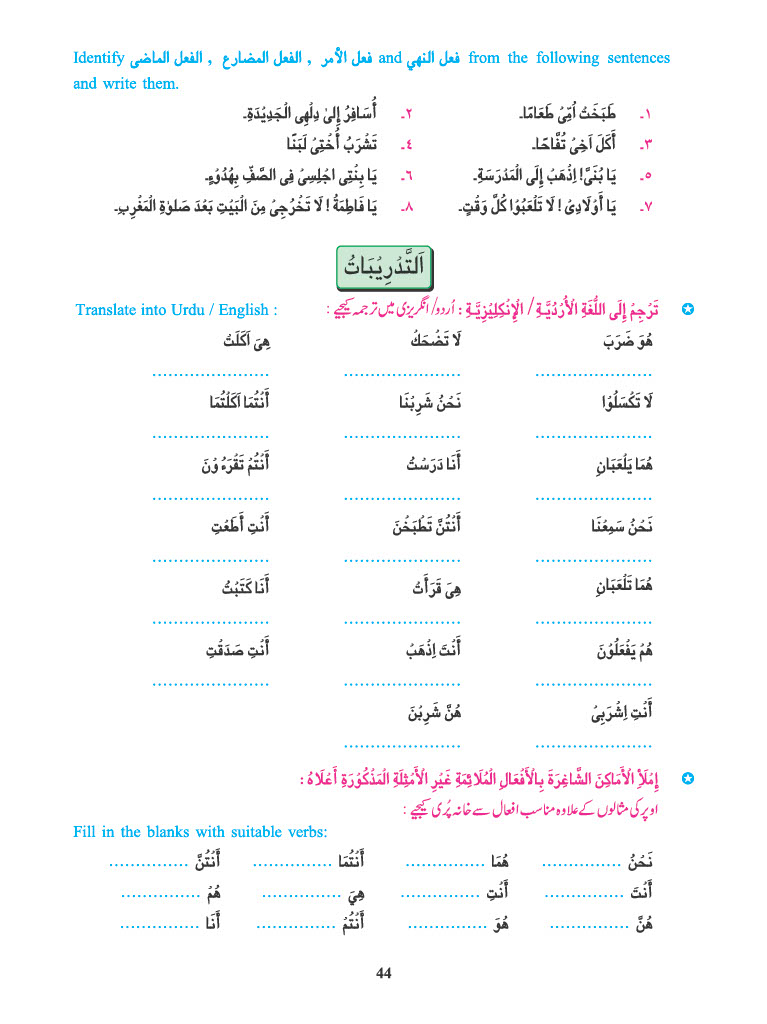 Identify الفعل الماضى , الفعل المضارع , فعل الأمر and فعل النهي from the following sentences
and write them.
١۔ طَبَخَتْ اُمِّىْ طَعَامًا۔ ٢۔ أُسَافِرُ إِلىٰ دِلْهِى الْجَدِيْدَةِ۔
٣۔ أَكَلَ اَخِىْ تُفَّاحًا۔ ٤۔ تَشْرَبُ أُخْتِىْ لَبَنًا
٥۔ يَا بُنَىَّ! اِذْهَبْ إِلَى الْمَدْرَسَةِ۔ ٦۔ يَا بِنْتِى اجْلِسِىْ فِى الصَّفِّ بِهُدُوْءٍ۔
٧۔ يَا أَوْلَادِىْ! لَا تَلْعَبُوْا كُلَّ وَقْتٍ۔ ٨۔ يَا فَاطِمَةُ! لَا تَخْرُجِىْ مِنَ الْبَيْتِ بَعْدَ صَلوٰةِ الْمَغْرِبِ۔
اَلتَّدْرِيْبَاتُ
تَرْجِمْ إِلَى اللُّغَةِ الْأُرْدِيَّةِ / الْإِنْكِلِيْزِيَّةِ : اُردو/انگریزی میں ترجمہ کیجیے : Translate into Urdu / English :
هُوَ ضَرَبَ لَا تَضْحَكْ هِىَ اَكَلَتْ
...................... ...................... ......................
لَا تَكْسَلُوْا نَحْنُ شَرِبْنَا أَنْتُمَا اَكَلْتُمَا
...................... ...................... ......................
هُمَا يَلْعَبَانِ أَنَا دَرَسْتُ أَنْتُمْ تَقْرَءُوْنَ
...................... ...................... ......................
نَحْنُ سَمِعْنَا أَنْتُنَّ تَطْبَخْنَ أَنْتِ أَطَعْتِ
...................... ...................... ......................
هُمَا تَلْعَبَانِ هِىَ قَرَأَتْ أَنَا كَتَبْتُ
...................... ...................... ......................
هُمْ يَفْعَلُوْنَ أَنْتَ اِذْهَبْ أَنْتِ صَدَقْتِ
...................... ...................... ......................
أَنْتِ اِشْرَبِىْ هُنَّ شَرِبْنَ
...................... ......................
إِمْلَأِ الْأَمَاكِنَ الشَّاغِرَةَ بِالْأَفْعَالِ الْمُلَائِمَةِ غَيْرِ الْأَمْثِلَةِ الْمَذْكُوْرَةِ أَعْلَاهُ :
اوپر کی مثالوں کے علاوہ مناسب افعال سے خانہ پُری کیجیے :
Fill in the blanks with suitable verbs:
نَحْنُ ............... هُمَا ............... أَنْتُمَا ............... أَنْتُنَّ ...............
أَنْتَ ............... أَنْتِ ............... هِيَ ............... هُمْ ...............
هُنَّ ............... هُوَ ............... أَنْتُمْ ............... أَنَا ...............
44